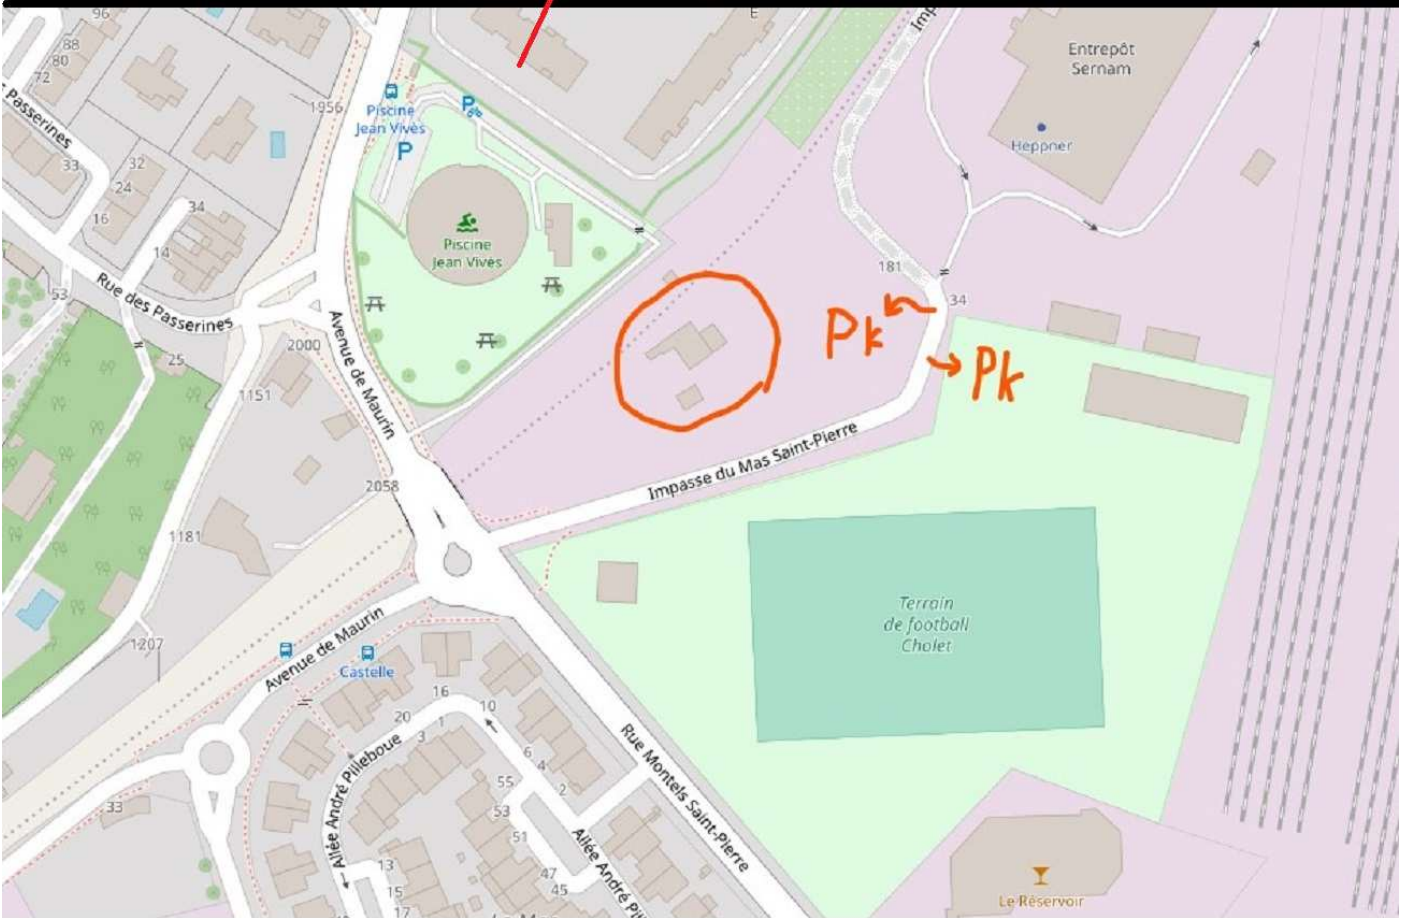 96
E
Imp
88
80
72
Passerines
1956
Piscine
Jean Vivès
P
P
Entrepôt
Sernam
Heppner
33
32
24
16
34
14
Piscine
Jean Vivès
53
Rue des Passerines
181
34
Pk
Pk
2000
Avenue de Maurin
25
1151
Impasse du Mas Saint-Pierre
2058
1181
Terrain
de football
Cholet
1207
Avenue de Maurin
Castelle
16
10
20
1
3
6
4
2
Allée André Pilleboue
Rue Montels Saint-Pierre
55
53
51
33
13
15
17
47
45
Allée André Pil
Le Réservoir